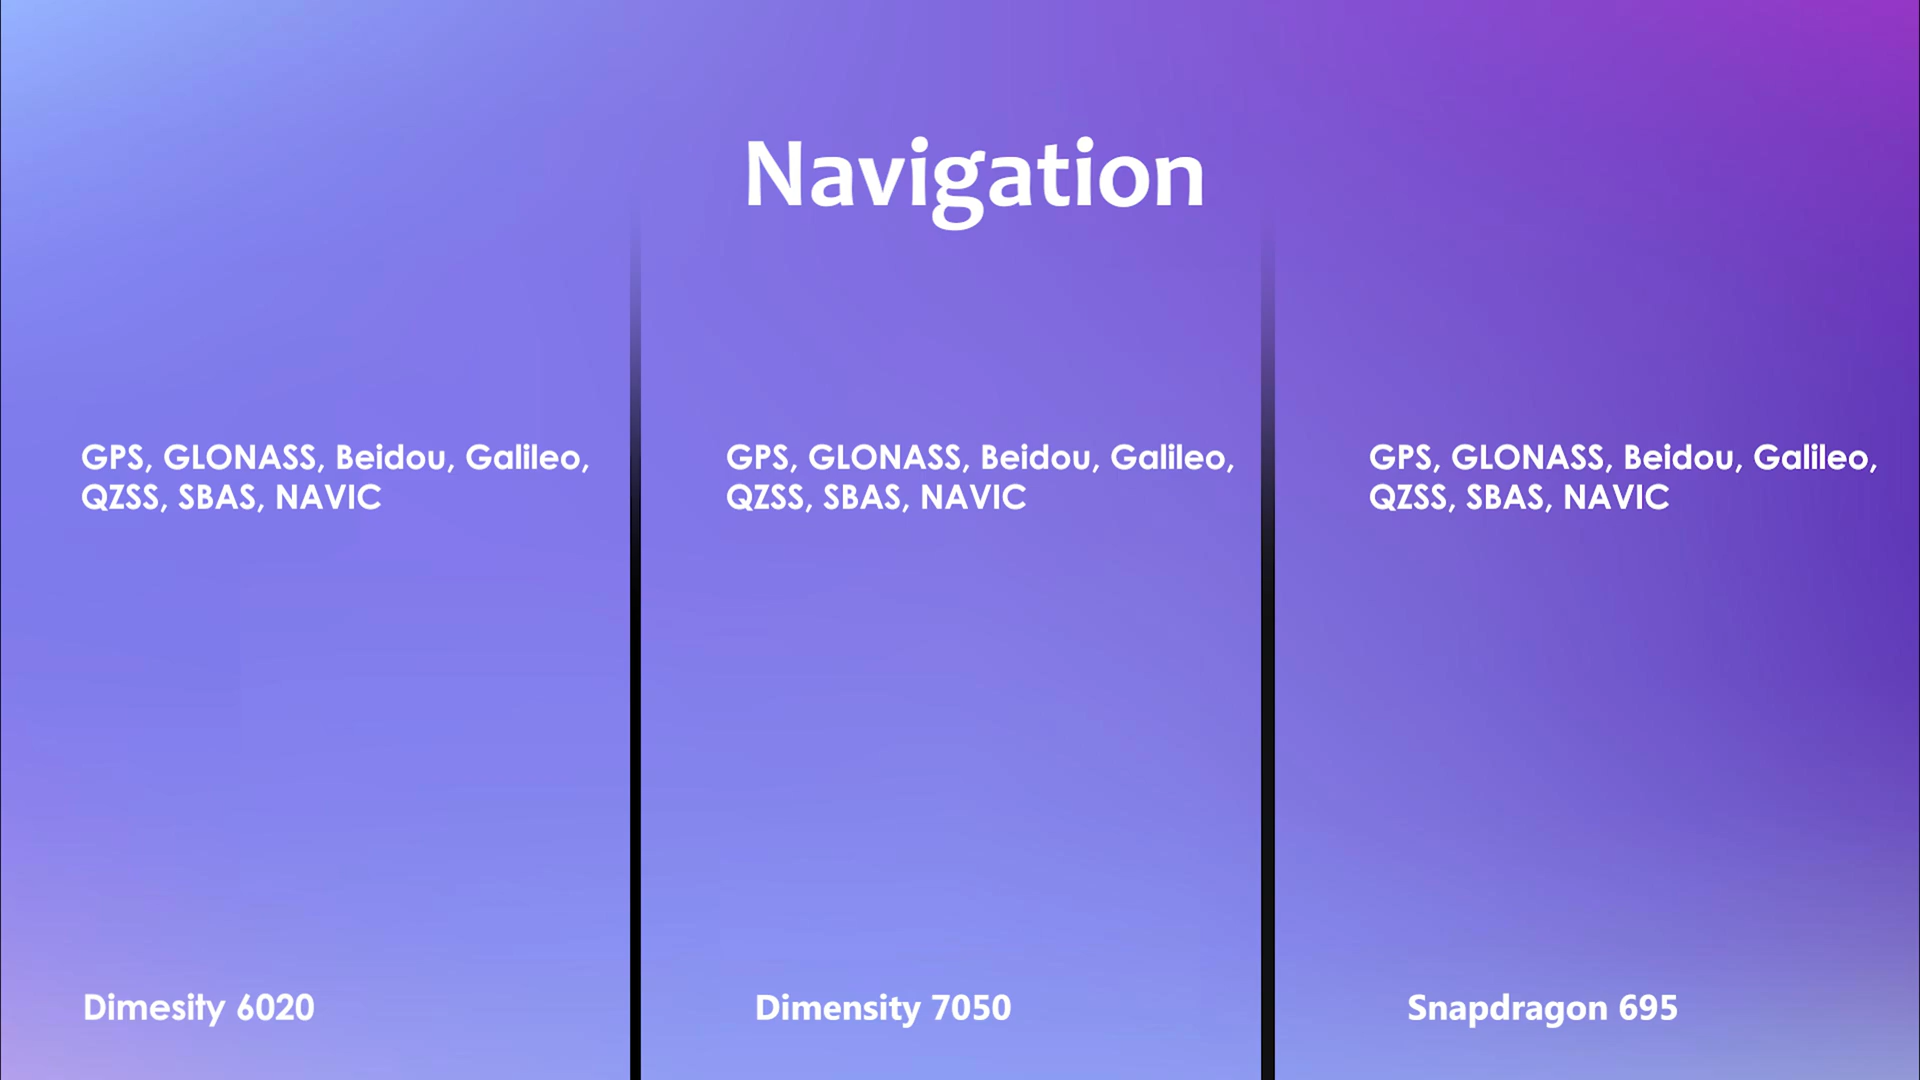 Navigation
GPS, GLONASS, Beidou, Galileo,
QZSS, SBAS, NAVIC
GPS, GLONASS, Beidou, Galileo,
QZSS, SBAS, NAVIC
GPS, GLONASS, Beidou, Galileo,
QZSS, SBAS, NAVIC
Dimesity 6020
Dimensity 7050
Snapdragon 695